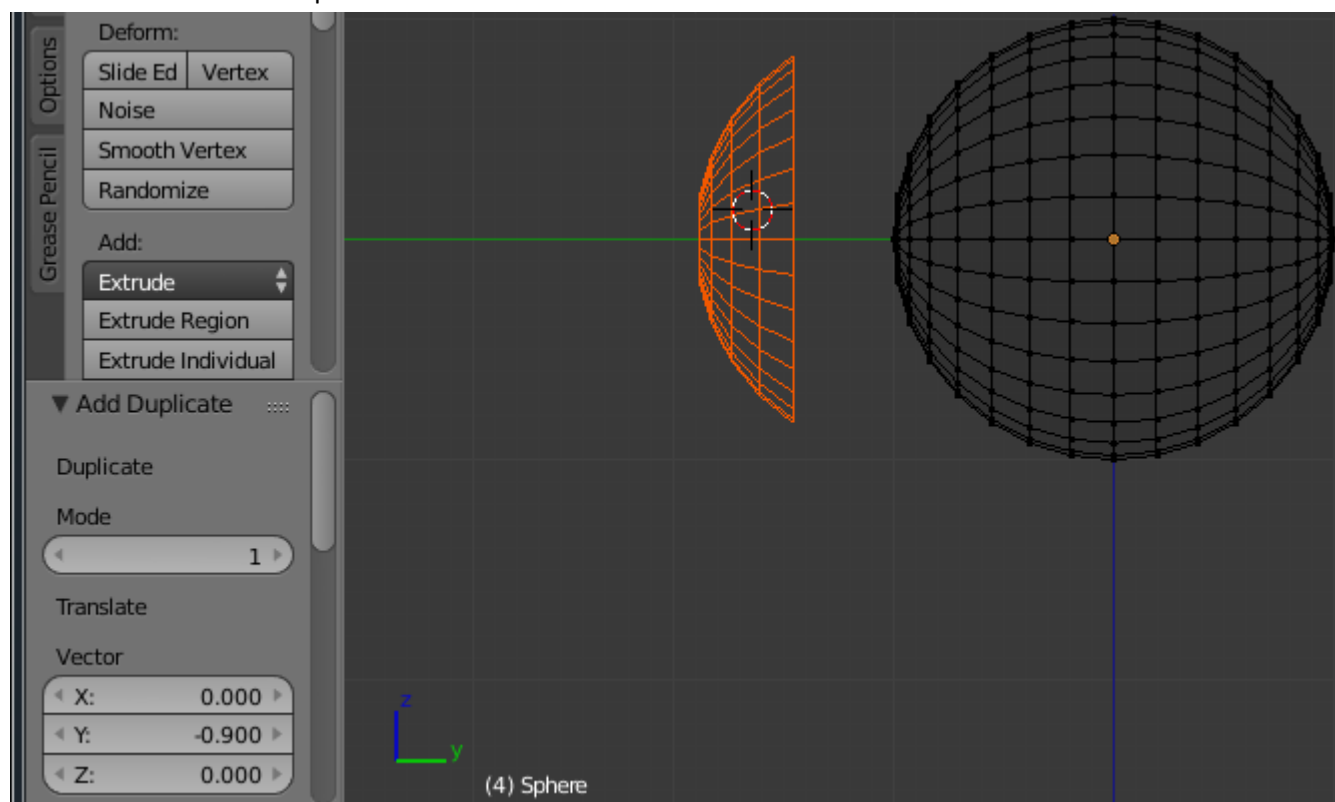 Options
Grease Pencil
Deform:
Slide Ed Vertex
Noise
Smooth Vertex
Randomize
Add:
Extrude
Extrude Region
Extrude Individual
Add Duplicate
Duplicate
Mode
1
Translate
Vector
X: 0.000
Y: -0.900
Z: 0.000
z
y
(4) Sphere